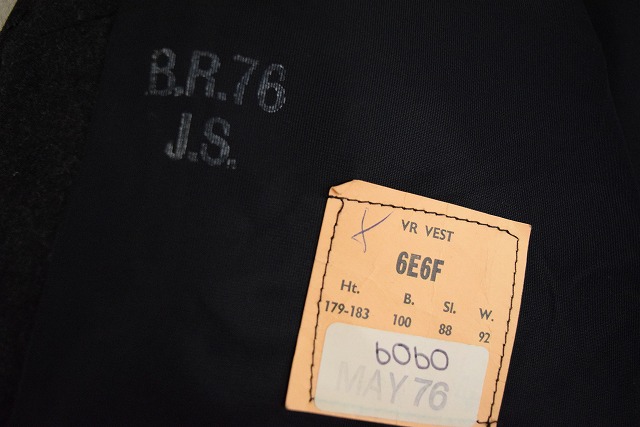 B.R.76
J.S.
VR VEST
6E6F
Ht. B. Sl. W.
179-183 100 88 92
6060
MAY 76